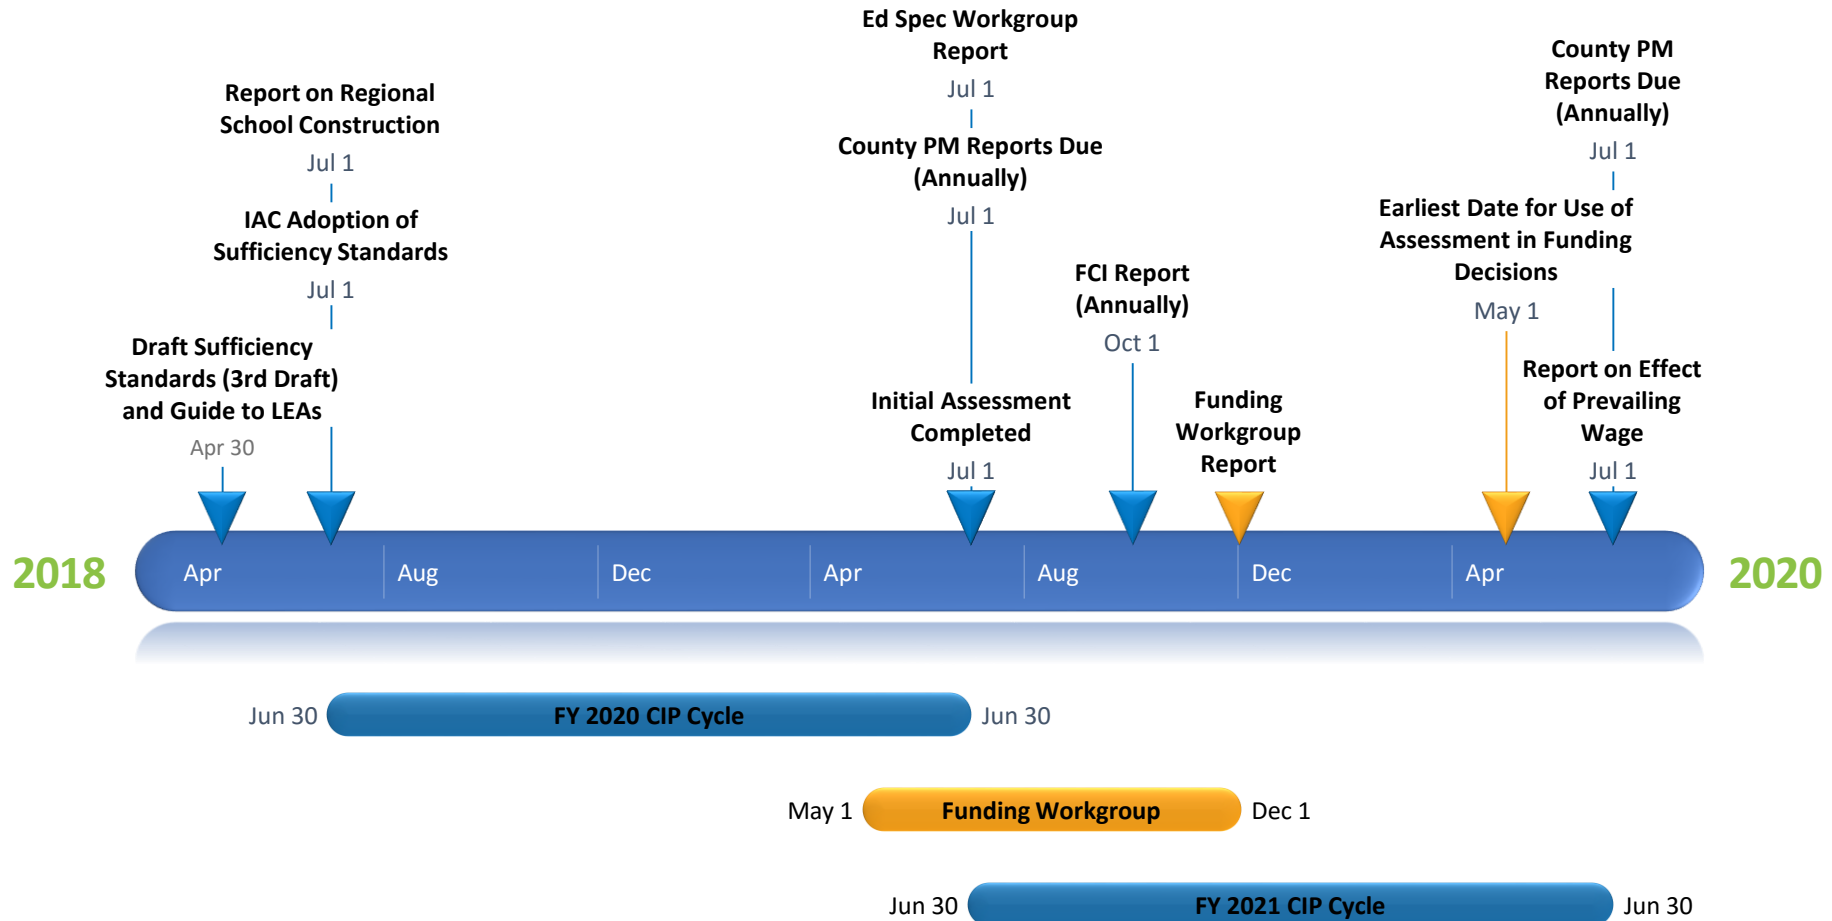 Ed Spec Workgroup
Report
Jul 1
County PM Reports Due
(Annually)
Jul 1
Initial Assessment
Completed
Jul 1
Report on Regional
School Construction
Jul 1
IAC Adoption of
Sufficiency Standards
Jul 1
Draft Sufficiency
Standards (3rd Draft)
and Guide to LEAs
Apr 30
FCI Report
(Annually)
Oct 1
Funding
Workgroup
Report
County PM
Reports Due
(Annually)
Jul 1
Earliest Date for Use of
Assessment in Funding
Decisions
May 1
Report on Effect
of Prevailing
Wage
Jul 1
2018
Apr
Aug
Dec
Apr
Aug
Dec
Apr
2020
Jun 30
FY 2020 CIP Cycle
Jun 30
May 1
Funding Workgroup
Dec 1
Jun 30
FY 2021 CIP Cycle
Jun 30